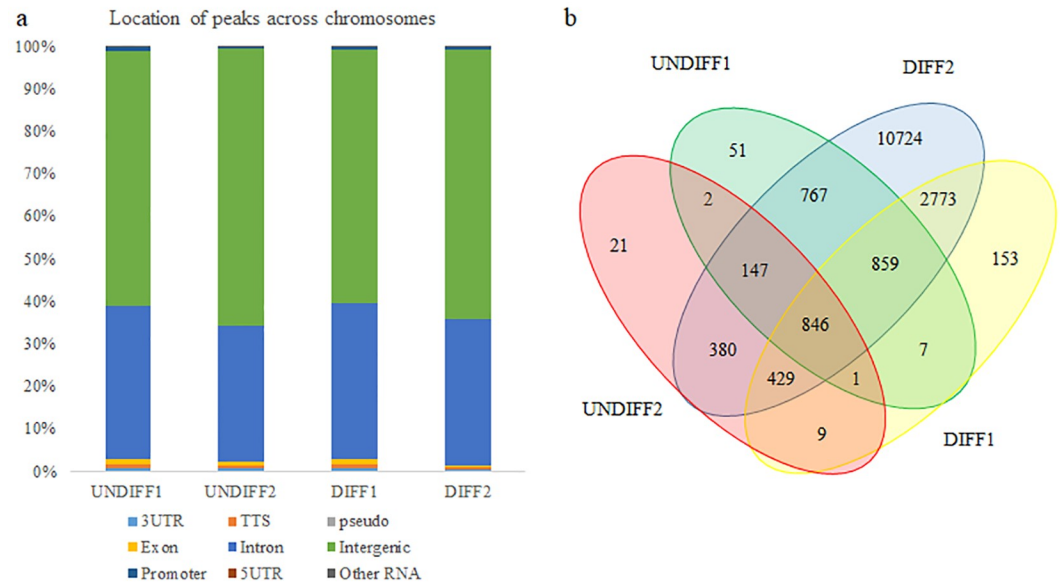 a
Location of peaks across chromosomes
100%
90%
80%
70%
60%
50%
40%
30%
20%
10%
0%
UNDIFF1 UNDIFF2 DIFF1 DIFF2
3UTR TTS pseudo
Exon Intron Intergenic
Promoter 5UTR Other RNA
b
UNDIFF1
DIFF2
51
10724
2
767
2773
21
147
859
153
846
380
429
1
7
UNDIFF2
9
DIFF1